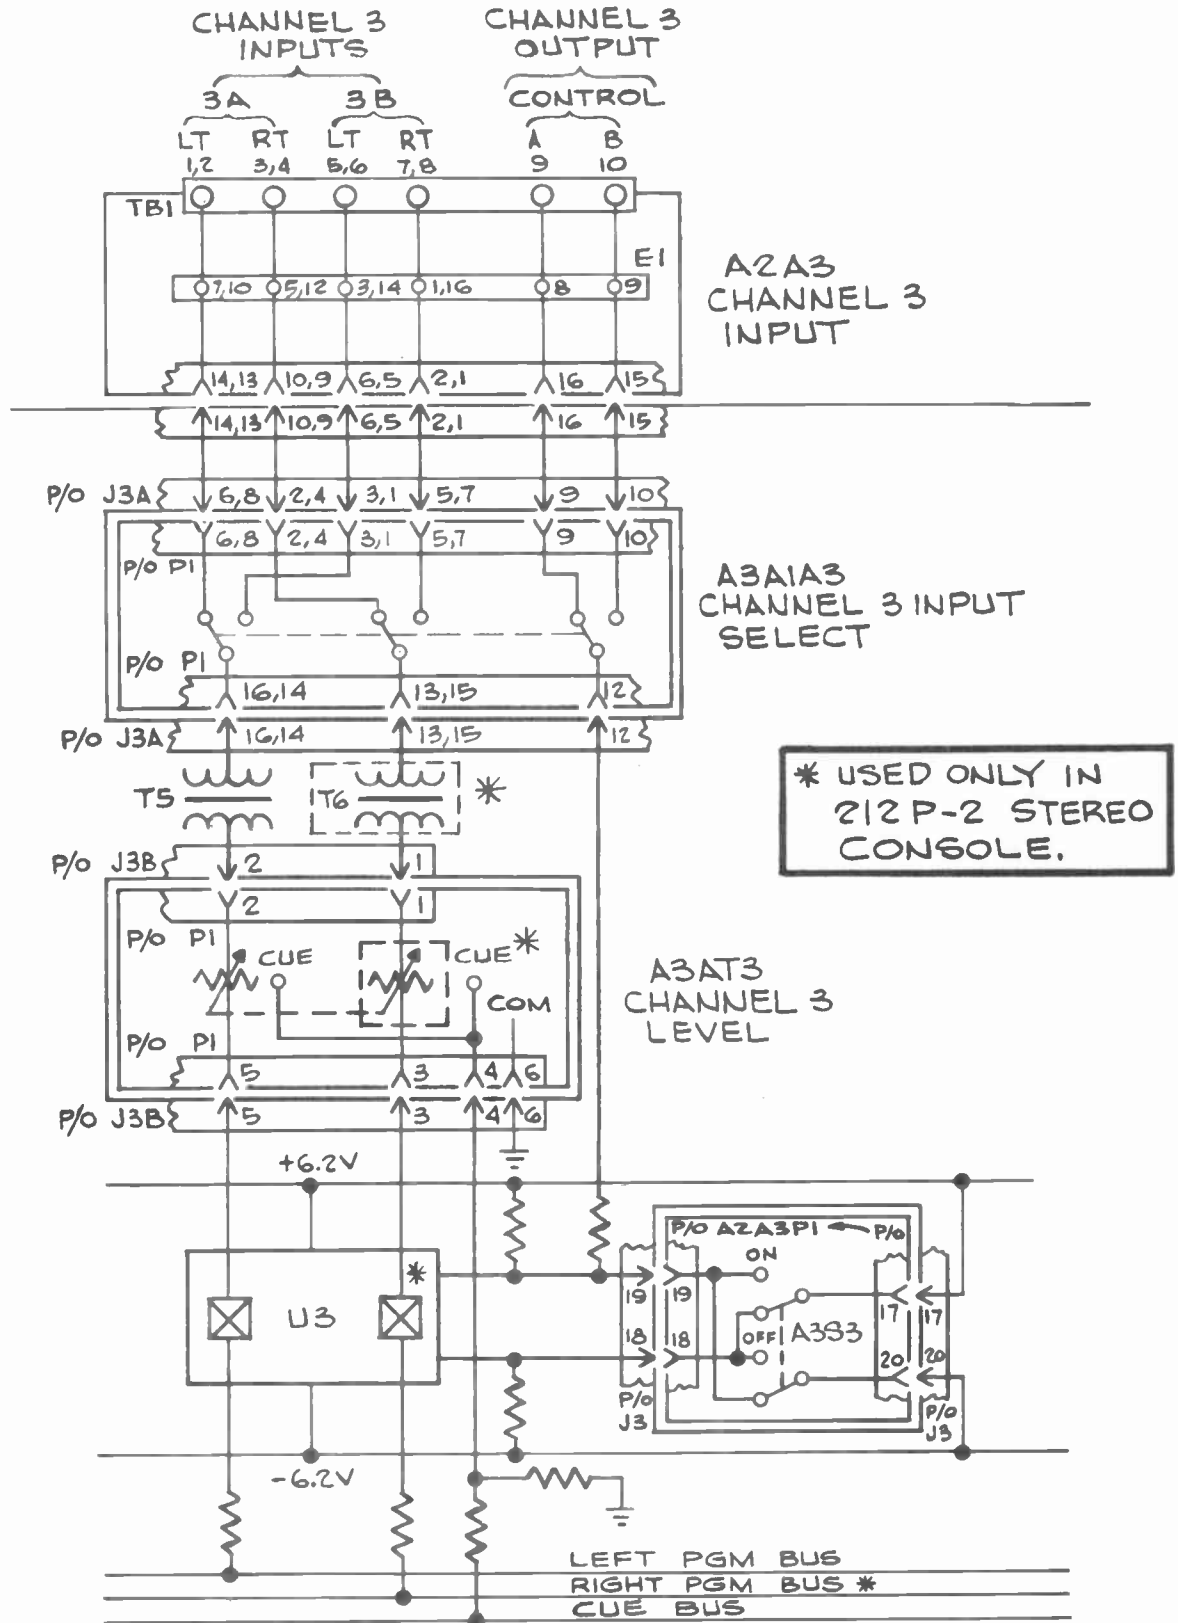 CHANNEL 3 INPUTS
CHANNEL 3 OUTPUT
3A 3B CONTROL
LT RT LT RT A B
1,2 3,4 5,6 7,8 9 10
TB1
E1
7,10 5,12 3,14 1,16 8 9
A2A3
CHANNEL 3
INPUT
14,13 10,9 6,5 2,1 16 15
14,13 10,9 6,5 2,1 16 15
P/O J3A 6,8 2,4 3,1 5,7 9 10
6,8 2,4 3,1 5,7 9 10
P/O P1
A3A1A3
CHANNEL 3 INPUT
SELECT
P/O P1
16,14 13,15 12
P/O J3A 16,14 13,15 12
T5 T6 *
* USED ONLY IN
212P-2 STEREO
CONSOLE.
P/O J3B 2 1
2 1
P/O P1
CUE CUE *
COM
A3AT3
CHANNEL 3
LEVEL
P/O P1
5 3 4 6
P/O J3B 5 3 4 6
+6.2V
P/O A2A3P1 P/O
ON
*
U3
19 19 17 17
OFF A3S3
18 18 20 20
P/O J3 P/O J3
-6.2V
LEFT PGM BUS
RIGHT PGM BUS *
CUE BUS